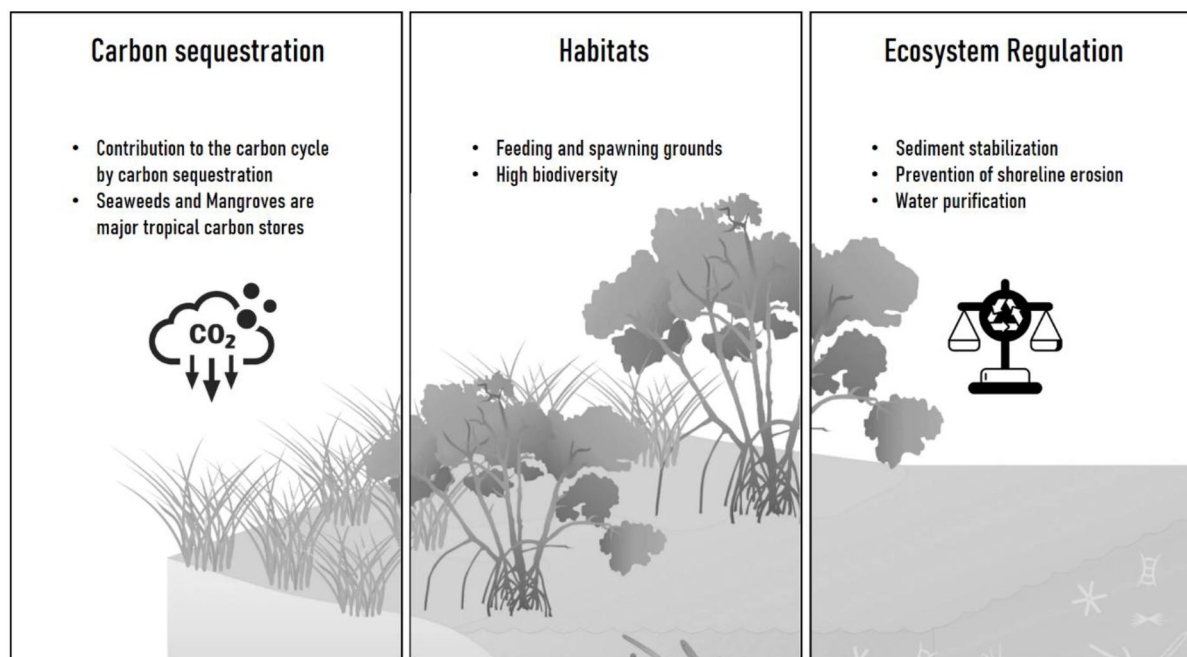 Carbon sequestration
• Contribution to the carbon cycle
by carbon sequestration
• Seaweeds and Mangroves are
major tropical carbon stores
CO₂
Habitats
• Feeding and spawning grounds
• High biodiversity
Ecosystem Regulation
• Sediment stabilization
• Prevention of shoreline erosion
• Water purification